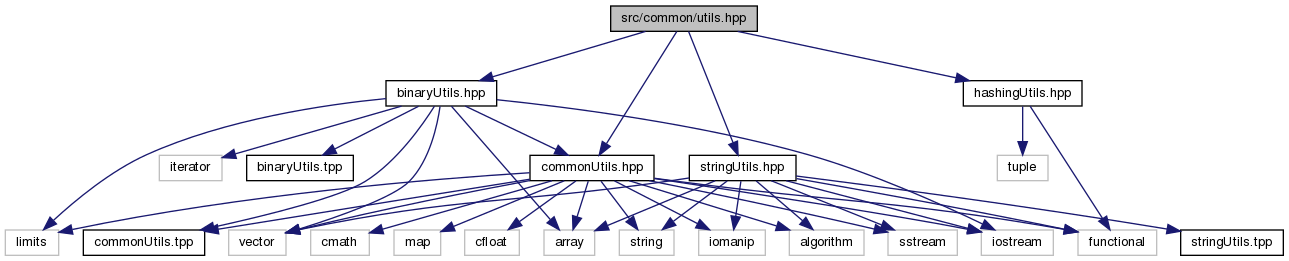 src/common/utils.hpp
binaryUtils.hpp
hashingUtils.hpp
iterator
binaryUtils.tpp
commonUtils.hpp
stringUtils.hpp
tuple
limits
commonUtils.tpp
vector
cmath
map
cfloat
array
string
iomanip
algorithm
sstream
iostream
functional
stringUtils.tpp